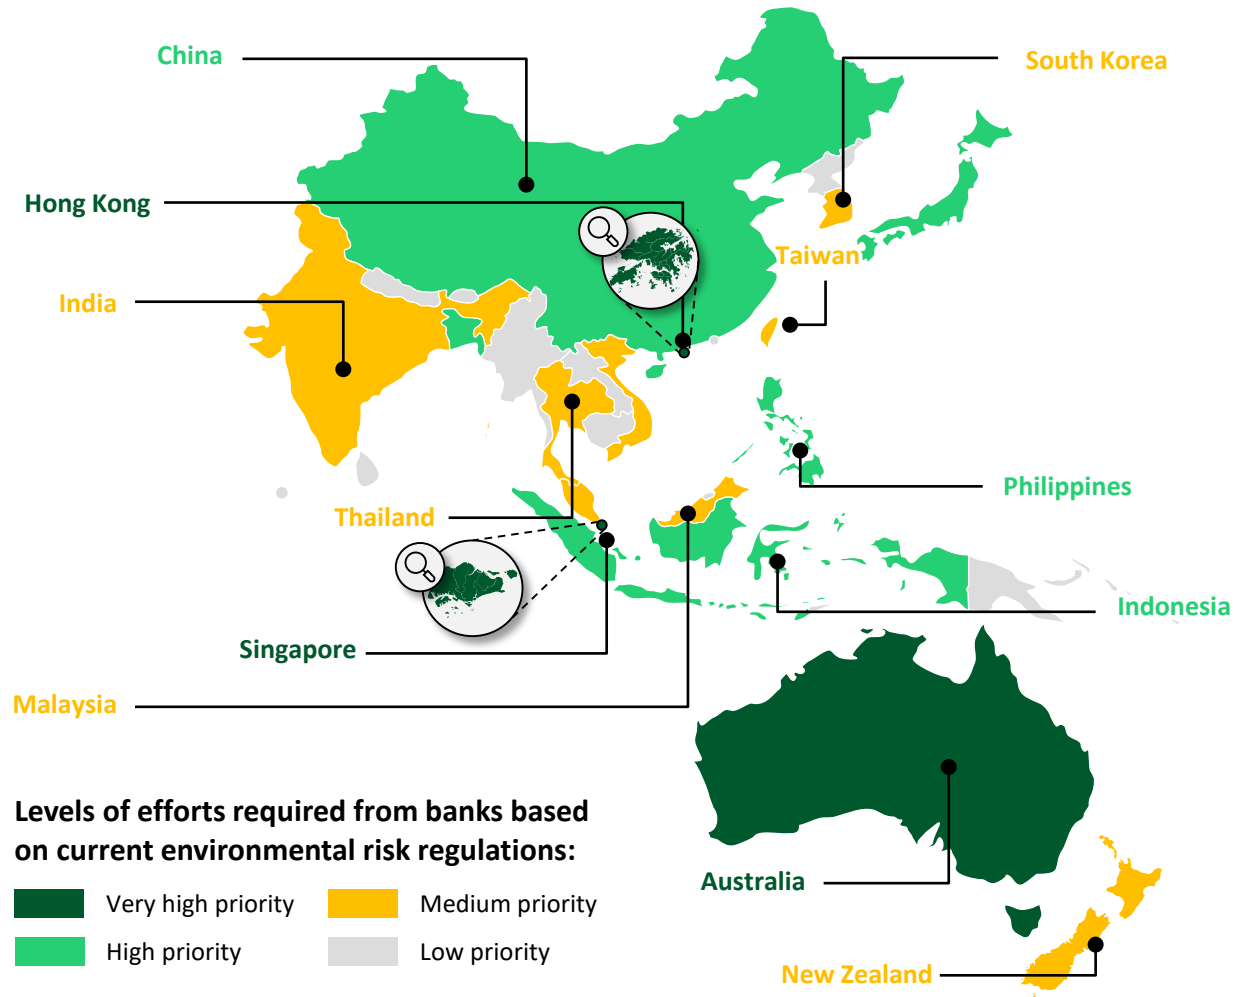 China
South Korea
Hong Kong
Taiwan
India
Philippines
Thailand
Indonesia
Singapore
Malaysia
Levels of efforts required from banks based
on current environmental risk regulations:
Australia
Very high priority
Medium priority
High priority
Low priority
New Zealand